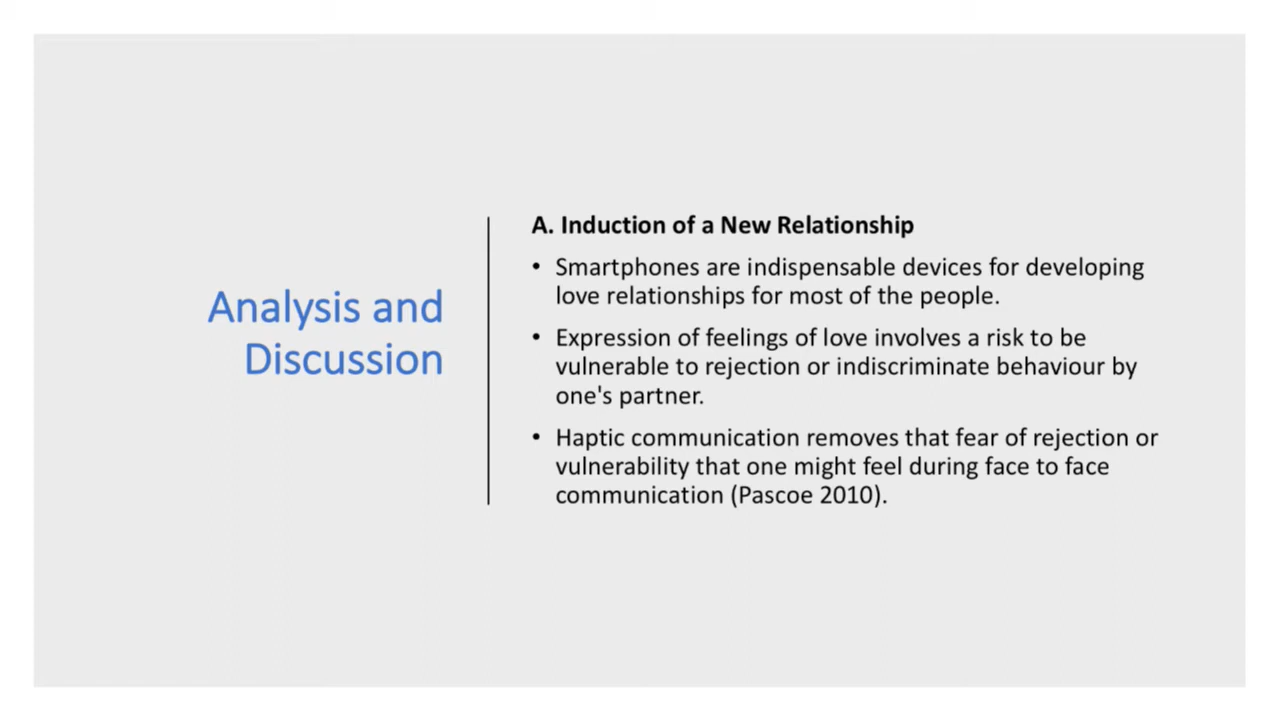 Analysis and
Discussion
A. Induction of a New Relationship
• Smartphones are indispensable devices for developing
love relationships for most of the people.
• Expression of feelings of love involves a risk to be
vulnerable to rejection or indiscriminate behaviour by
one's partner.
• Haptic communication removes that fear of rejection or
vulnerability that one might feel during face to face
communication (Pascoe 2010).